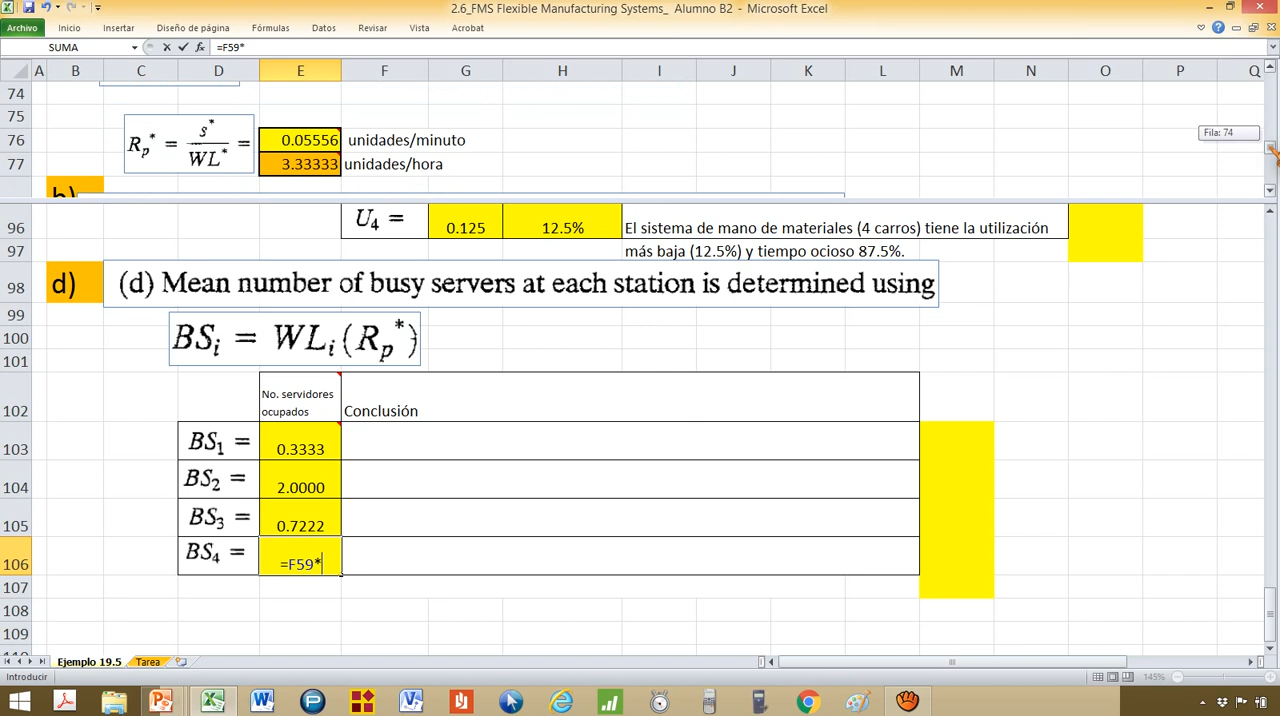 2.6_FMS Flexible Manufacturing Systems_ Alumno B2 - Microsoft Excel
Archivo Inicio Insertar Diseño de página Fórmulas Datos Revisar Vista Acrobat
SUMA fx =F59*
A B C D E F G H I J K L M N O P Q
74
75
76 Rp* = s* / WL* = 0.05556 unidades/minuto
Fila: 74
77 3.33333 unidades/hora
96 U4 = 0.125 12.5% El sistema de mano de materiales (4 carros) tiene la utilización
97 más baja (12.5%) y tiempo ocioso 87.5%.
98 d) (d) Mean number of busy servers at each station is determined using
99
100 BSi = WLi(Rp*)
101
No. servidores
102 ocupados Conclusión
103 BS1 = 0.3333
104 BS2 = 2.0000
105 BS3 = 0.7222
106 BS4 = =F59*
107
108
109
Ejemplo 19.5 Tarea
Introducir 145%